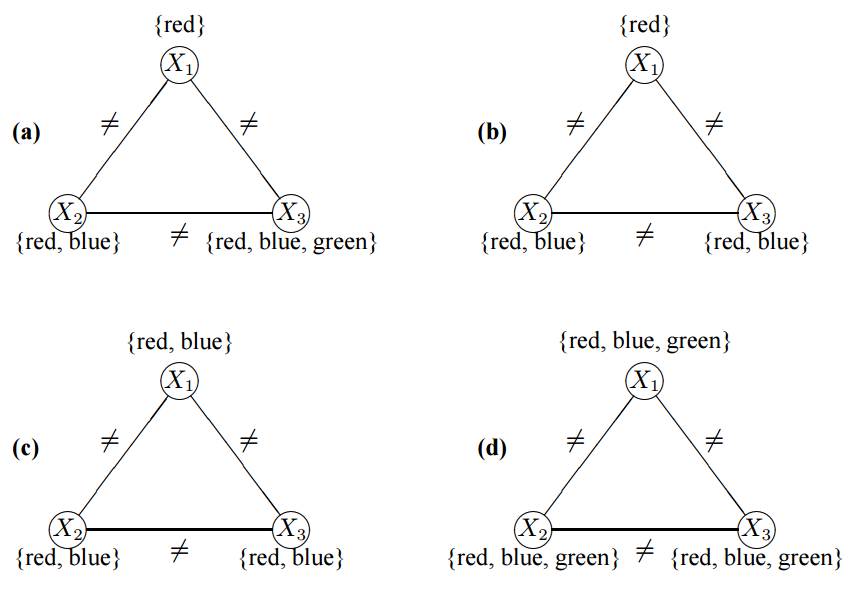 {red} {red}
X₁ X₁
(a) ≠ ≠ (b) ≠ ≠
X₂ X₃ X₂ X₃
{red, blue} ≠ {red, blue, green} {red, blue} ≠ {red, blue}
{red, blue} {red, blue, green}
X₁ X₁
(c) ≠ ≠ (d) ≠ ≠
X₂ X₃ X₂ X₃
{red, blue} ≠ {red, blue} {red, blue, green} ≠ {red, blue, green}